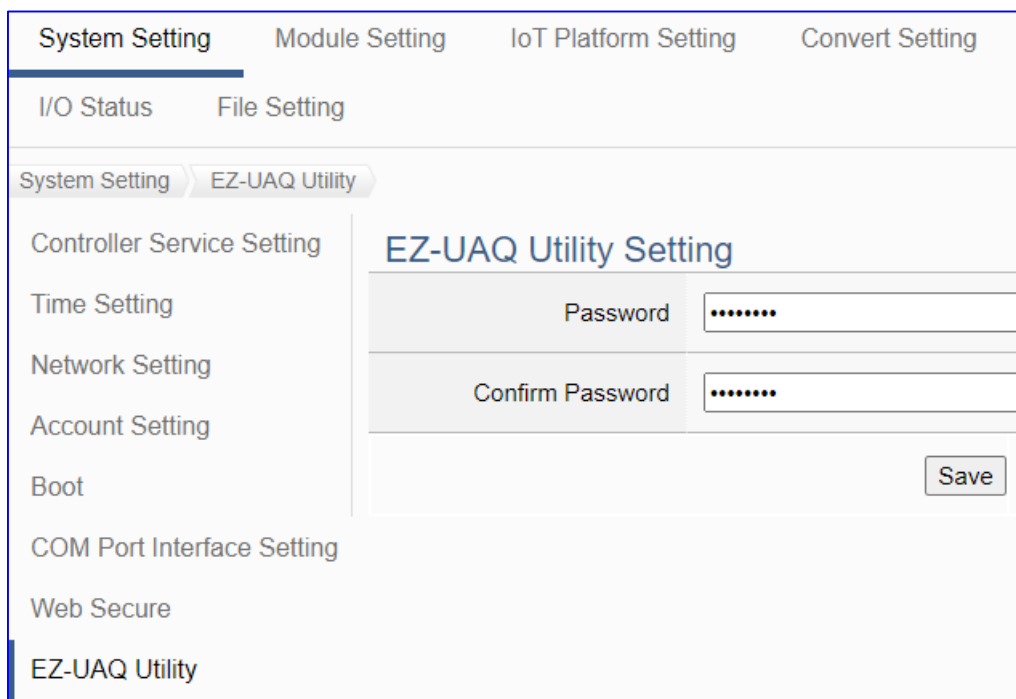 System Setting Module Setting IoT Platform Setting Convert Setting
I/O Status File Setting
System Setting EZ-UAQ Utility
Controller Service Setting
Time Setting
Network Setting
Account Setting
Boot
COM Port Interface Setting
Web Secure
EZ-UAQ Utility
EZ-UAQ Utility Setting
Password ••••••••
Confirm Password ••••••••
Save